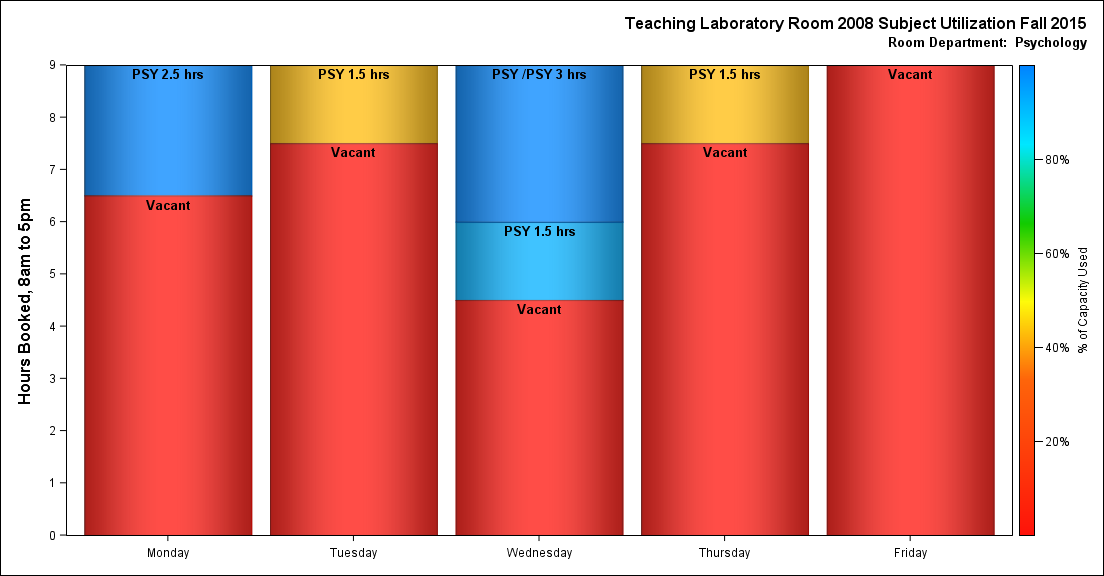 Teaching Laboratory Room 2008 Subject Utilization Fall 2015
Room Department:  Psychology
Hours Booked, 8am to 5pm
9
8
7
6
5
4
3
2
1
0
PSY 2.5 hrs
Vacant
PSY 1.5 hrs
Vacant
PSY /PSY 3 hrs
PSY 1.5 hrs
Vacant
PSY 1.5 hrs
Vacant
Vacant
Monday
Tuesday
Wednesday
Thursday
Friday
80%
60%
40%
20%
% of Capacity Used